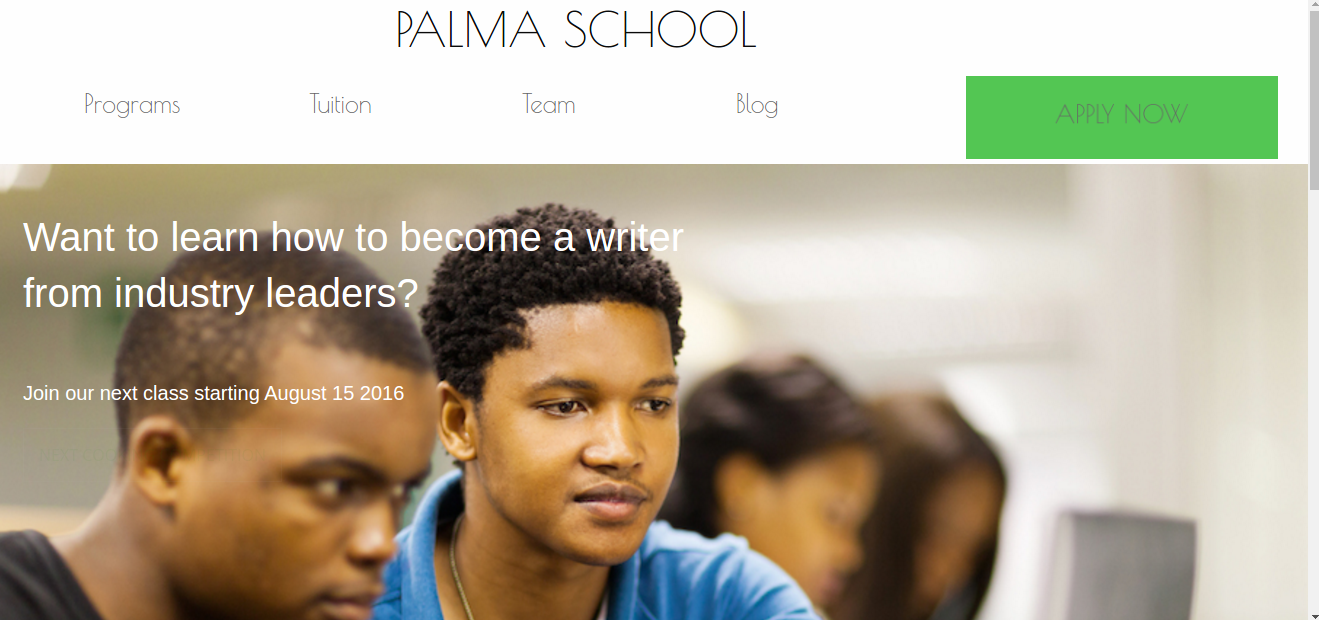 PALMA SCHOOL
Programs
Tuition
Team
Blog
APPLY NOW
Want to learn how to become a writer
from industry leaders?
Join our next class starting August 15 2016